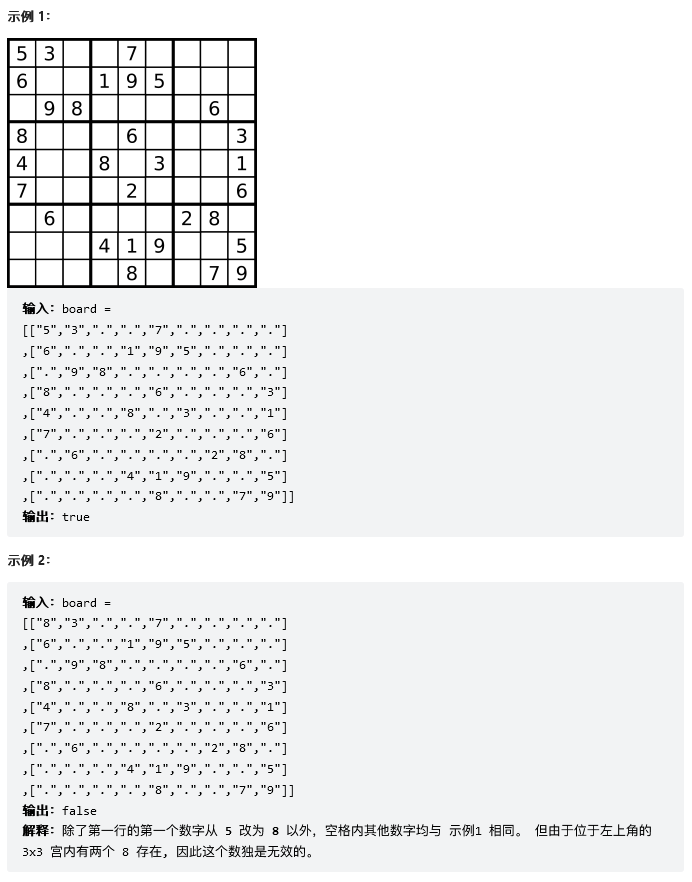 示例 1:
5 3 7
6 1 9 5
9 8 6
8 6 3
4 8 3 1
7 2 6
6 2 8
4 1 9 5
8 7 9
输入: board =
[["5","3",".",".","7",".",".",".","."]
,["6",".",".","1","9","5",".",".","."]
,[".","9","8",".",".",".",".","6","."]
,["8",".",".",".","6",".",".",".","3"]
,["4",".",".","8",".","3",".",".","1"]
,["7",".",".",".","2",".",".",".","6"]
,[".","6",".",".",".",".","2","8","."]
,[".",".",".","4","1","9",".",".","5"]
,[".",".",".",".","8",".",".","7","9"]]
输出: true
示例 2:
输入: board =
[["8","3",".",".","7",".",".",".","."]
,["6",".",".","1","9","5",".",".","."]
,[".","9","8",".",".",".",".","6","."]
,["8",".",".",".","6",".",".",".","3"]
,["4",".",".","8",".","3",".",".","1"]
,["7",".",".",".","2",".",".",".","6"]
,[".","6",".",".",".",".","2","8","."]
,[".",".",".","4","1","9",".",".","5"]
,[".",".",".",".","8",".",".","7","9"]]
输出: false
解释: 除了第一行的第一个数字从 5 改为 8 以外，空格内其他数字均与 示例1 相同。 但由于位于左上角的
3x3 宫内有两个 8 存在, 因此这个数独是无效的。